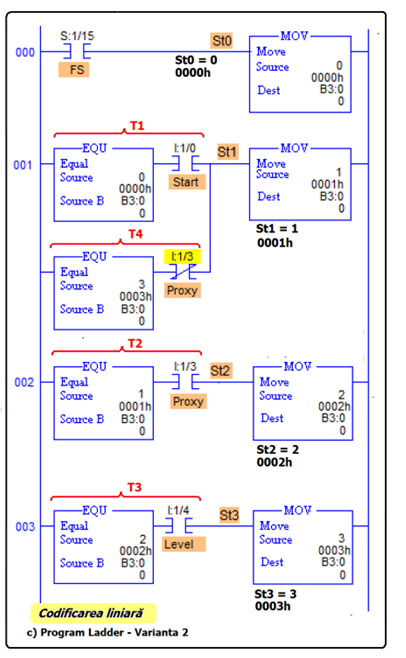 S:1/15
FS
St0
St0 = 0
0000h
000
MOV
Move
Source 0
0000h
Dest B3:0
0
T1
001
EQU
Equal
Source 0
0000h
Source B B3:0
0
I:1/0
Start
St1
MOV
Move
Source 1
0001h
Dest B3:0
0
St1 = 1
0001h
T4
EQU
Equal
Source 3
0003h
Source B B3:0
0
I:1/3
Proxy
T2
002
EQU
Equal
Source 1
0001h
Source B B3:0
0
I:1/3
Proxy
St2
MOV
Move
Source 2
0002h
Dest B3:0
0
St2 = 2
0002h
T3
003
EQU
Equal
Source 2
0002h
Source B B3:0
0
I:1/4
Level
St3
MOV
Move
Source 3
0003h
Dest B3:0
0
St3 = 3
0003h
Codificarea liniară
c) Program Ladder - Varianta 2